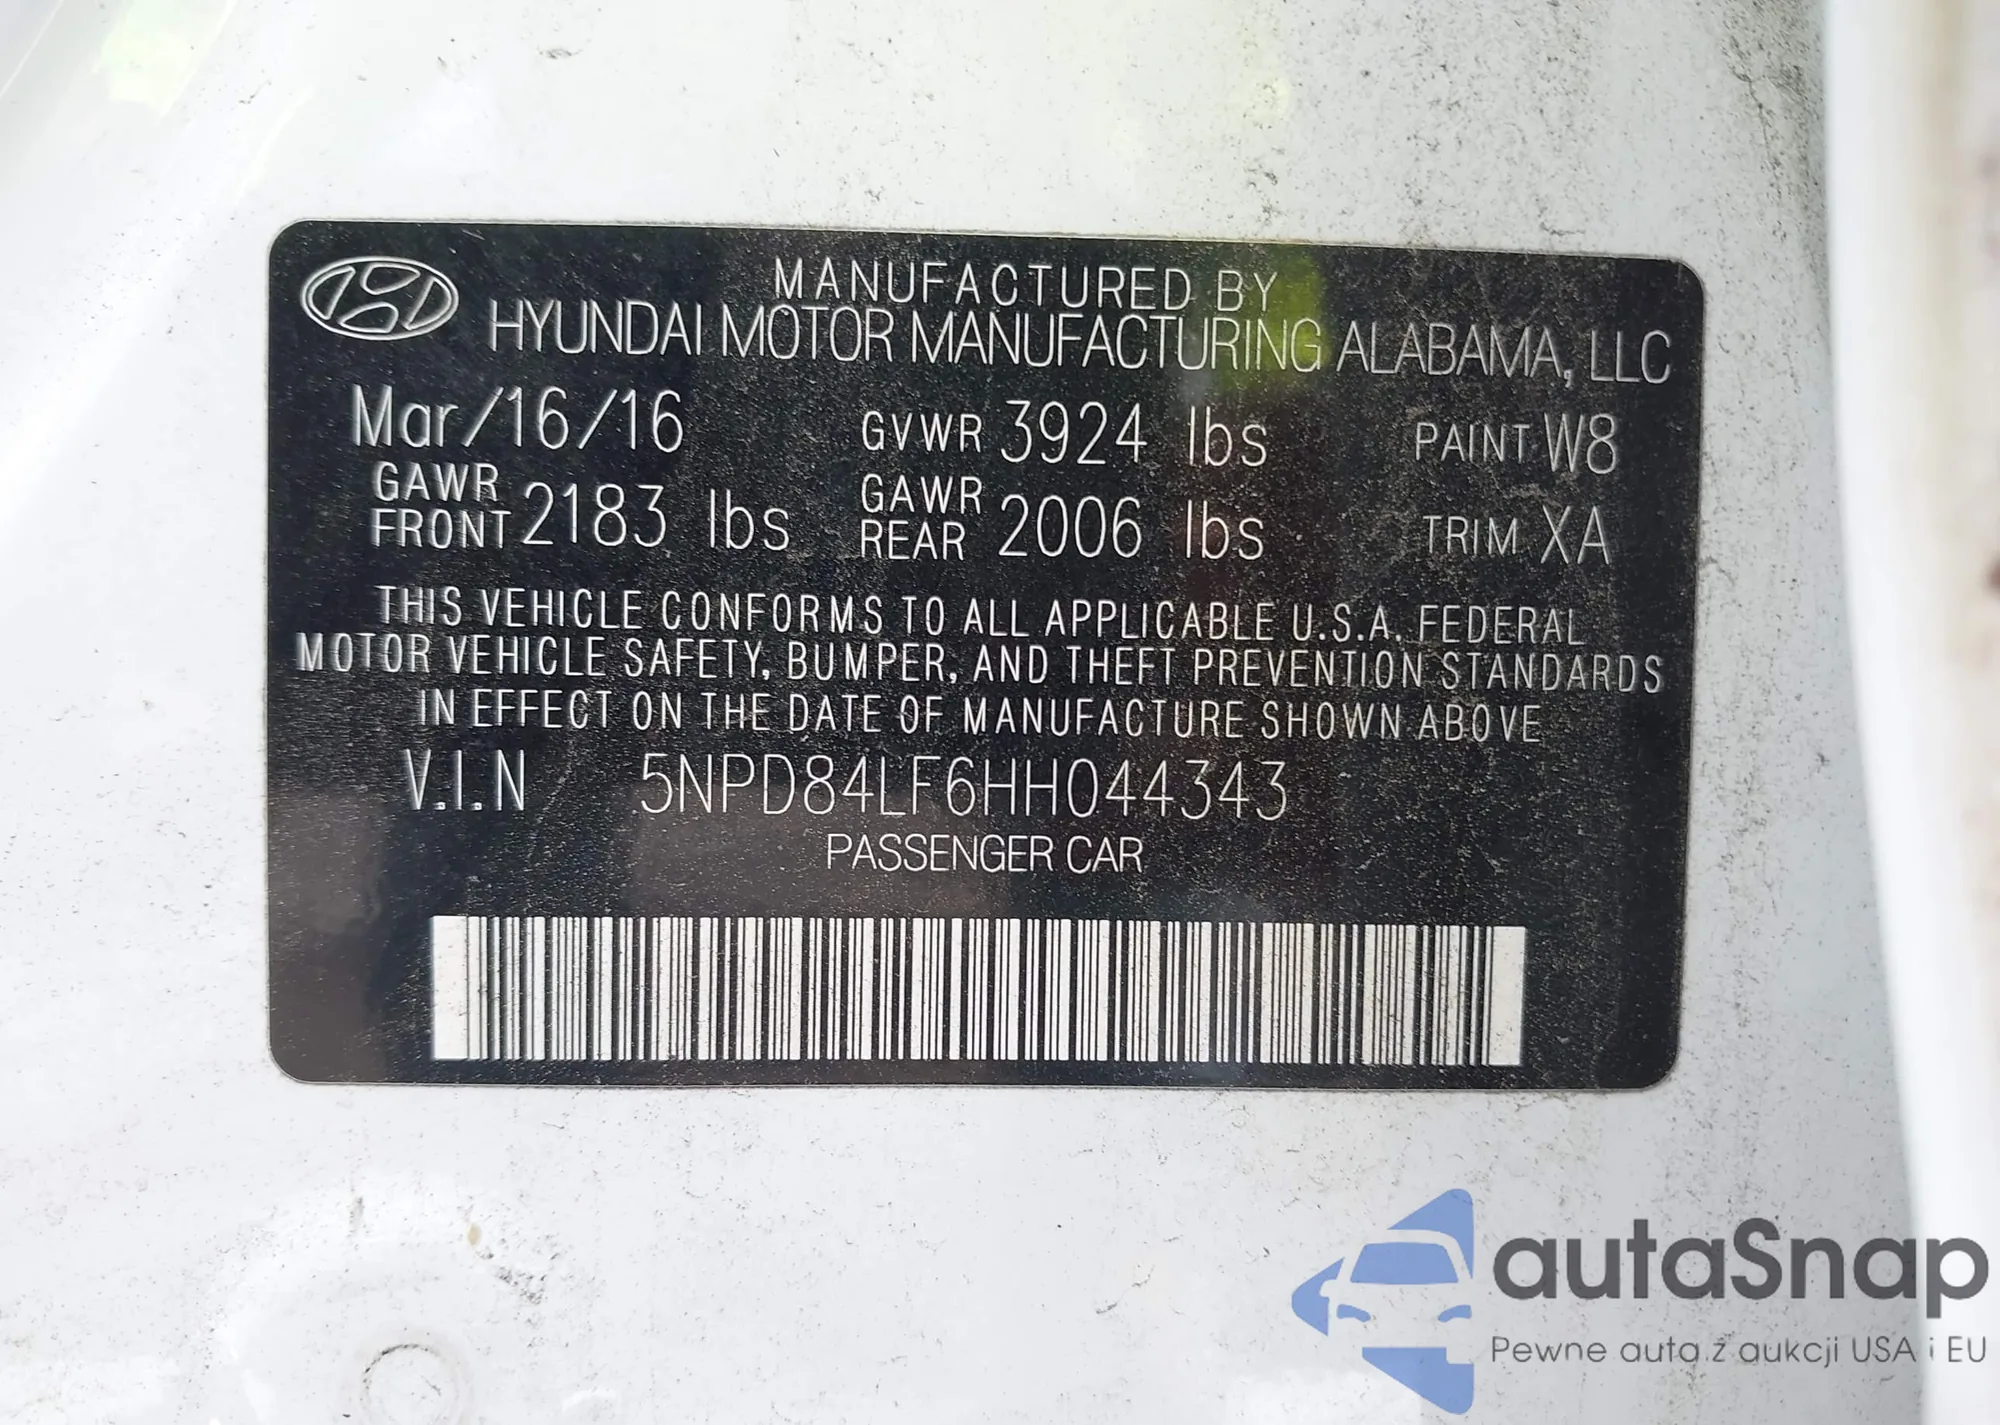 MANUFACTURED BY
HYUNDAI MOTOR MANUFACTURING ALABAMA, LLC
Mar/16/16 GVWR 3924 lbs PAINT W8
GAWR FRONT 2183 lbs GAWR REAR 2006 lbs TRIM XA
THIS VEHICLE CONFORMS TO ALL APPLICABLE U.S.A. FEDERAL
MOTOR VEHICLE SAFETY, BUMPER, AND THEFT PREVENTION STANDARDS
IN EFFECT ON THE DATE OF MANUFACTURE SHOWN ABOVE
V.I.N 5NPD84LF6HH044343
PASSENGER CAR
autaSnap
Pewne auta z aukcji USA i EU